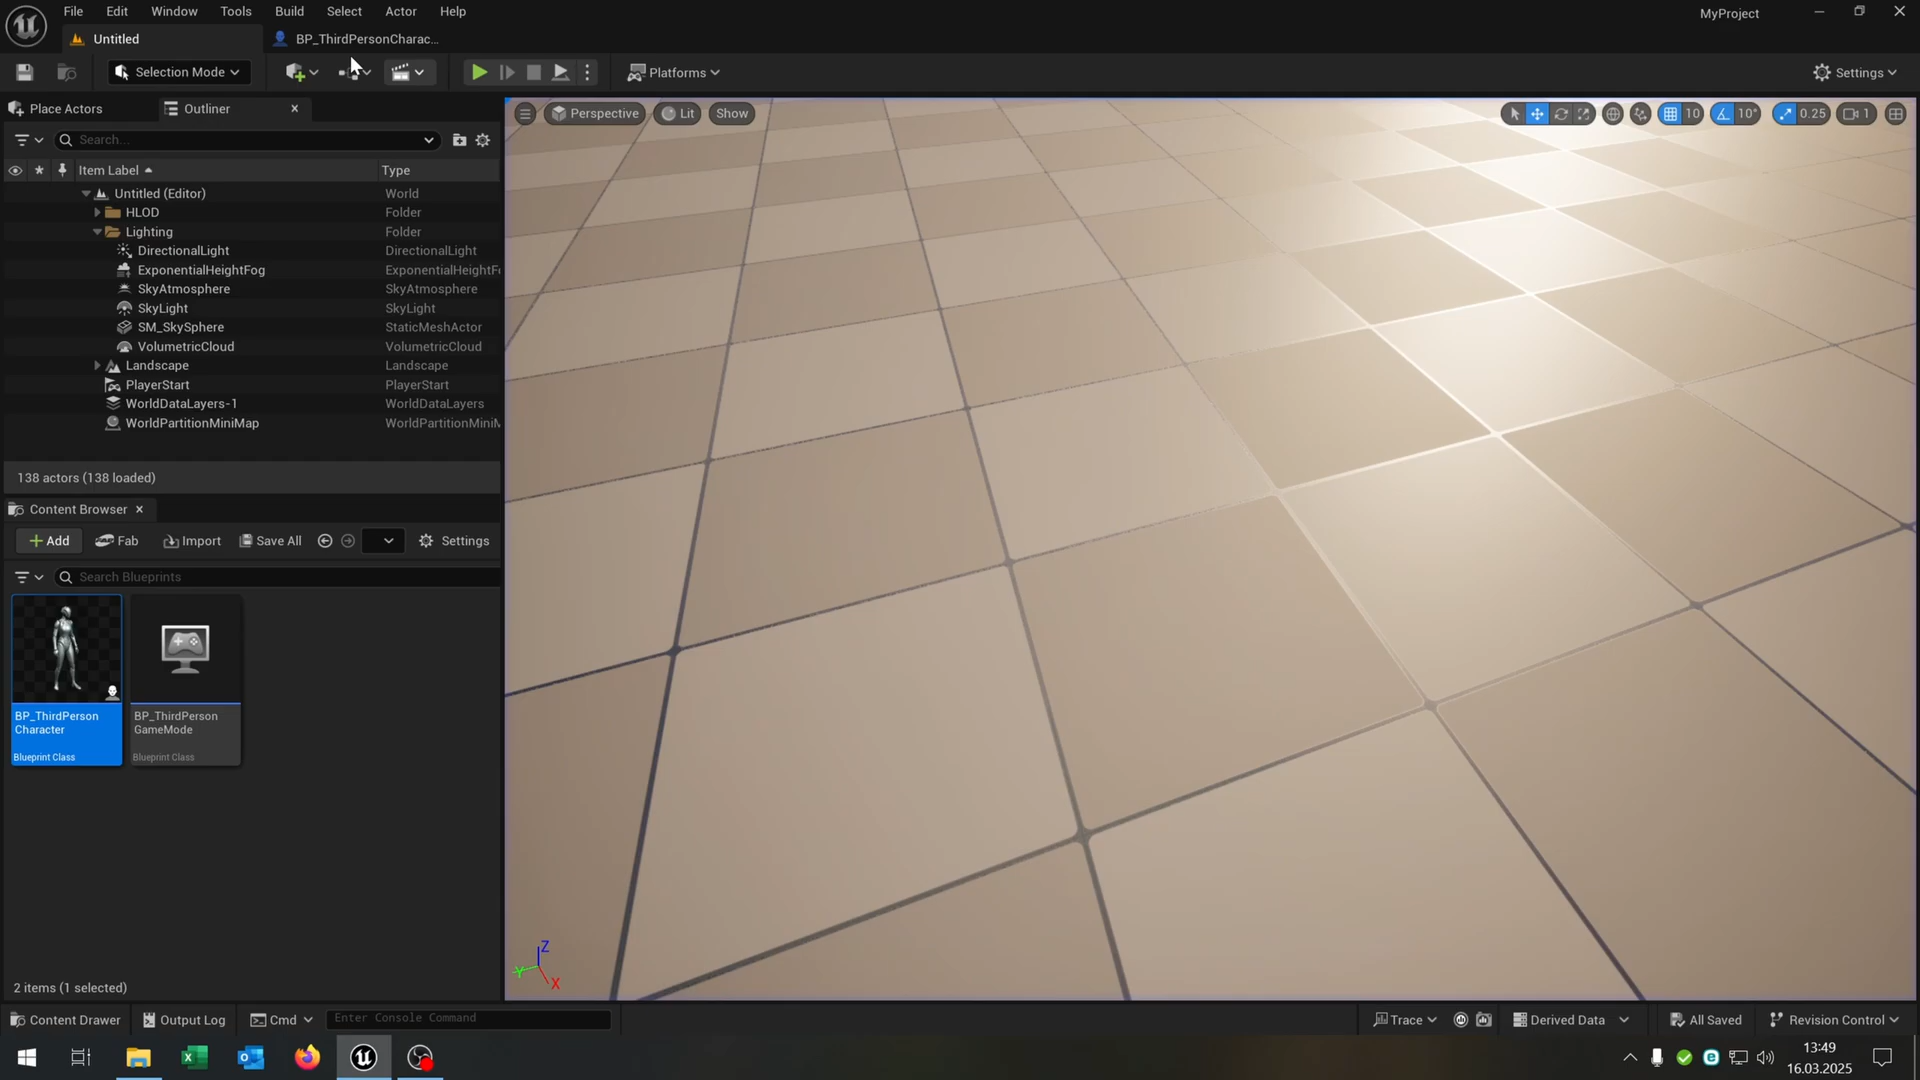 File Edit Window Tools Build Select Actor Help
MyProject
Untitled
BP_ThirdPersonCharac...
Selection Mode
Platforms
Settings
Place Actors
Outliner
Search...
Item Label
Type
Untitled (Editor) World
HLOD Folder
Lighting Folder
DirectionalLight DirectionalLight
ExponentialHeightFog ExponentialHeightF
SkyAtmosphere SkyAtmosphere
SkyLight SkyLight
SM_SkySphere StaticMeshActor
VolumetricCloud VolumetricCloud
Landscape Landscape
PlayerStart PlayerStart
WorldDataLayers-1 WorldDataLayers
WorldPartitionMiniMap WorldPartitionMini
138 actors (138 loaded)
Perspective
Lit
Show
10
10°
0.25
1
Content Browser
Add
Fab
Import
Save All
Settings
Search Blueprints
BP_ThirdPerson
Character
Blueprint Class
BP_ThirdPerson
GameMode
Blueprint Class
2 items (1 selected)
Z
Y
X
Content Drawer
Output Log
Cmd
Enter Console Command
Trace
Derived Data
All Saved
Revision Control
13:49
16.03.2025